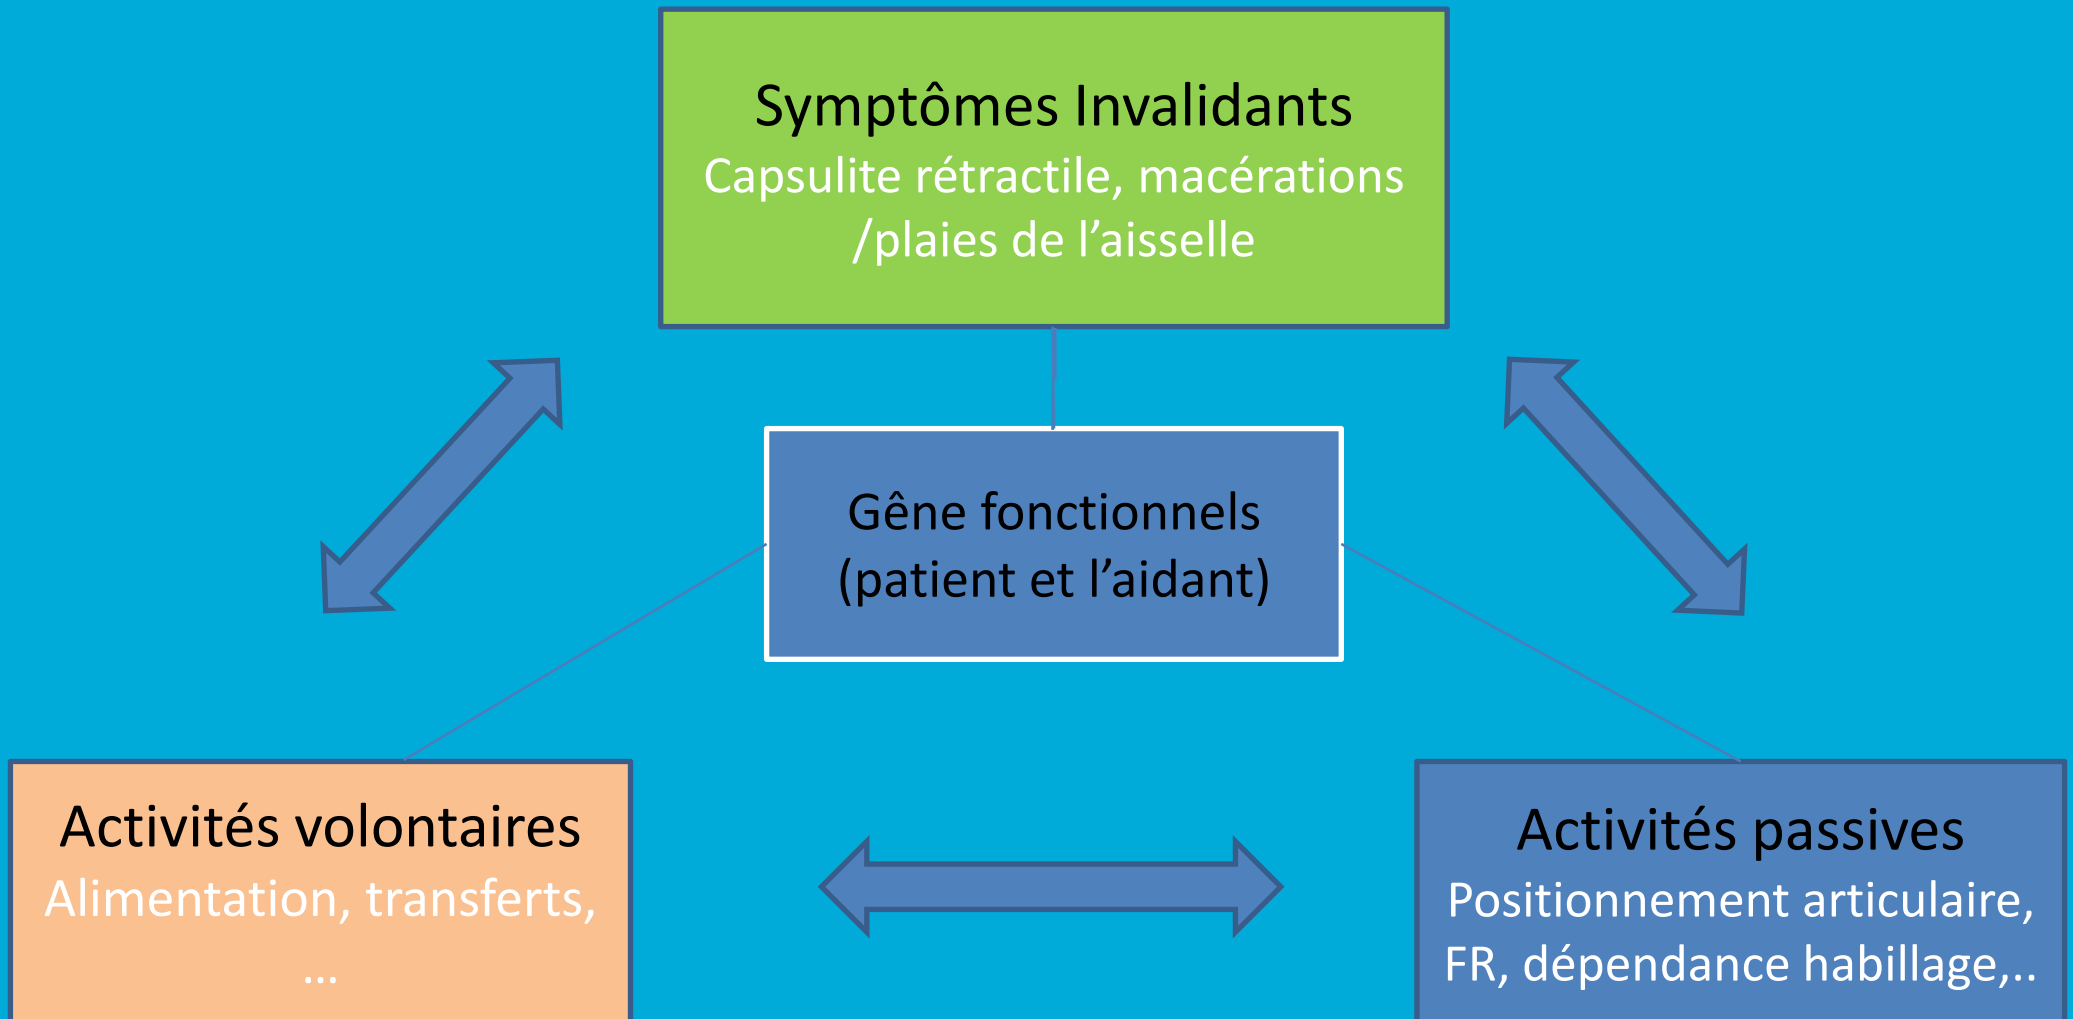 Symptômes Invalidants
Capsulite rétractile, macérations
/plaies de l’aisselle
Gêne fonctionnels
(patient et l’aidant)
Activités volontaires
Alimentation, transferts,
…
Activités passives
Positionnement articulaire,
FR, dépendance habillage,..